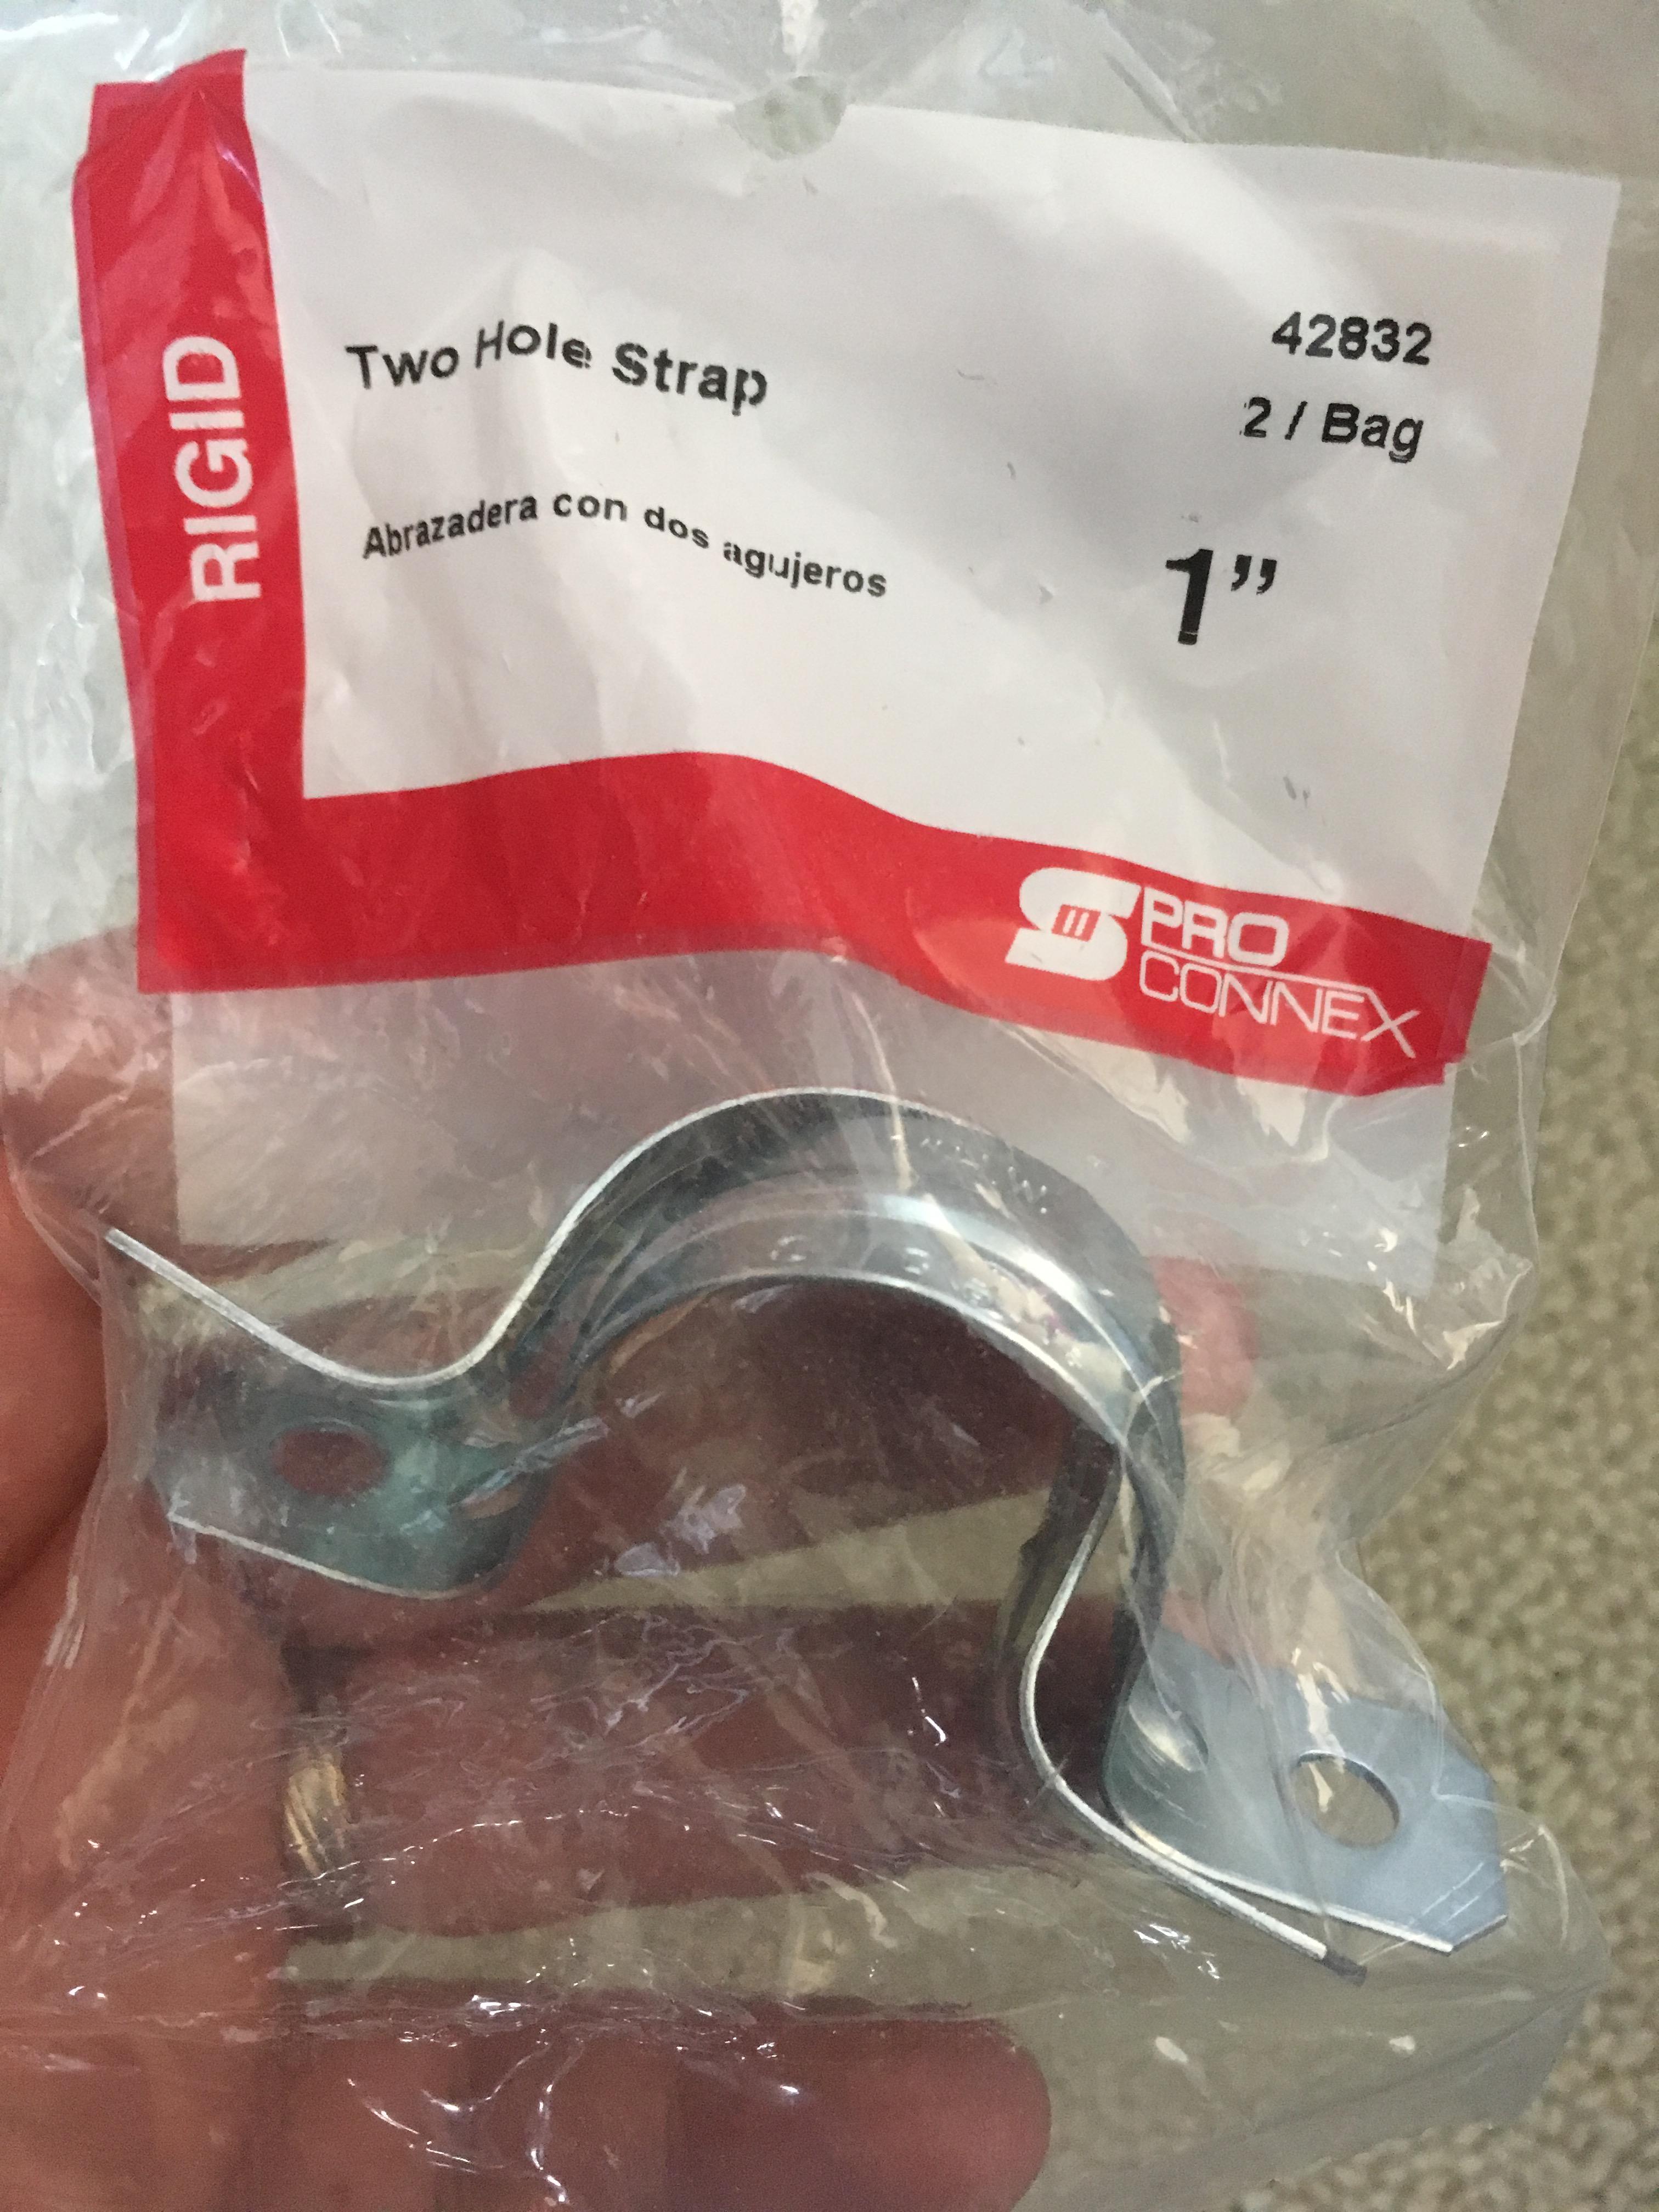 RIGID
Two Hole Strap
Abrazadera con dos agujeros
42832
2 / Bag
1”
PRO
CONNEX